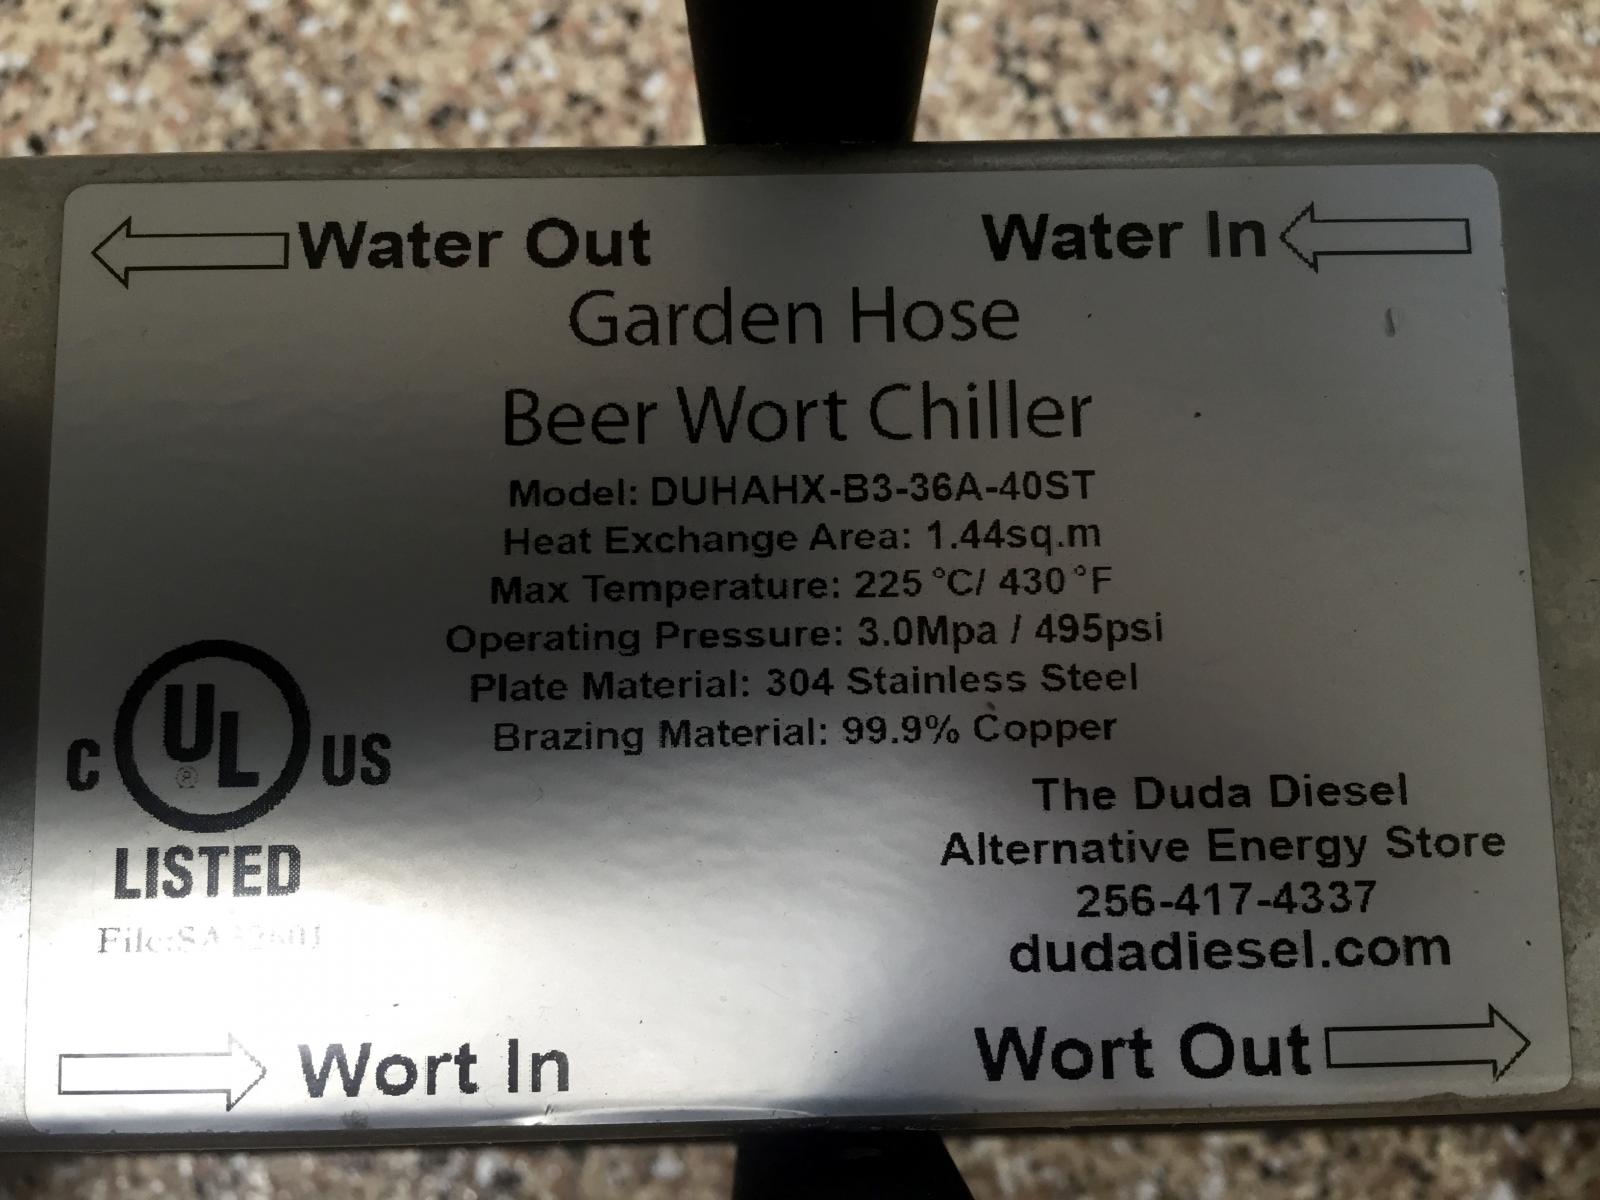 Water Out
Water In
Garden Hose
Beer Wort Chiller
Model: DUHAHX-B3-36A-40ST
Heat Exchange Area: 1.44sq.m
Max Temperature: 225 °C/ 430 °F
Operating Pressure: 3.0Mpa / 495psi
Plate Material: 304 Stainless Steel
Brazing Material: 99.9% Copper
C UL ® US
LISTED
The Duda Diesel
Alternative Energy Store
256-417-4337
dudadiesel.com
Wort In
Wort Out